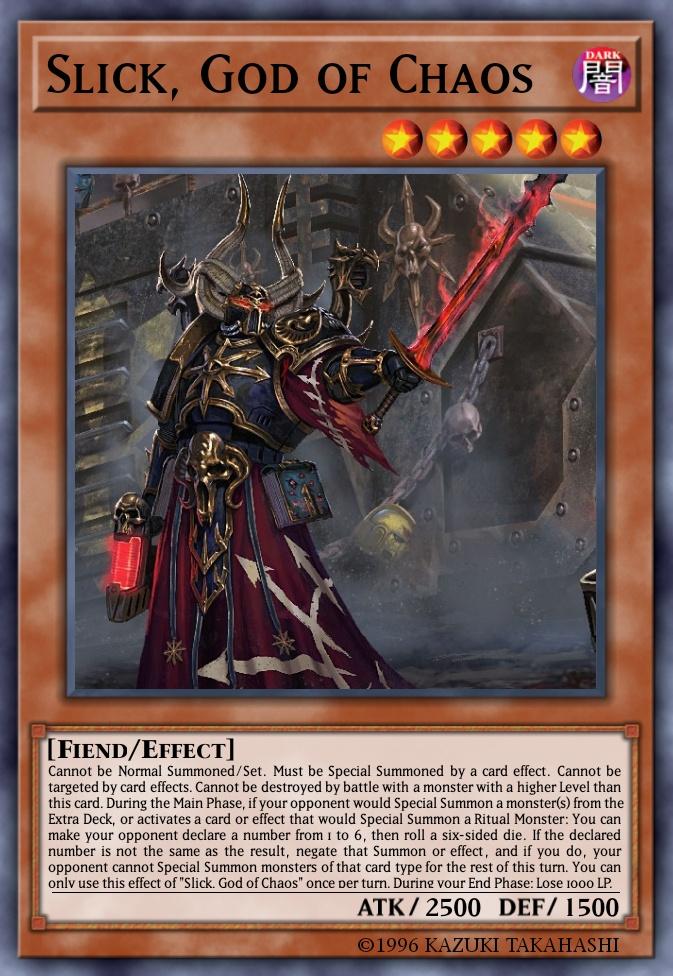 Slick, God of Chaos
DARK
闇
[Fiend/Effect]
Cannot be Normal Summoned/Set. Must be Special Summoned by a card effect. Cannot be
targeted by card effects. Cannot be destroyed by battle with a monster with a higher Level than
this card. During the Main Phase, if your opponent would Special Summon a monster(s) from the
Extra Deck, or activates a card or effect that would Special Summon a Ritual Monster: You can
make your opponent declare a number from 1 to 6, then roll a six-sided die. If the declared
number is not the same as the result, negate that Summon or effect, and if you do, your
opponent cannot Special Summon monsters of that card type for the rest of this turn. You can
only use this effect of "Slick, God of Chaos" once per turn. During your End Phase: Lose 1000 LP.
ATK/ 2500 DEF/ 1500
©1996 KAZUKI TAKAHASHI